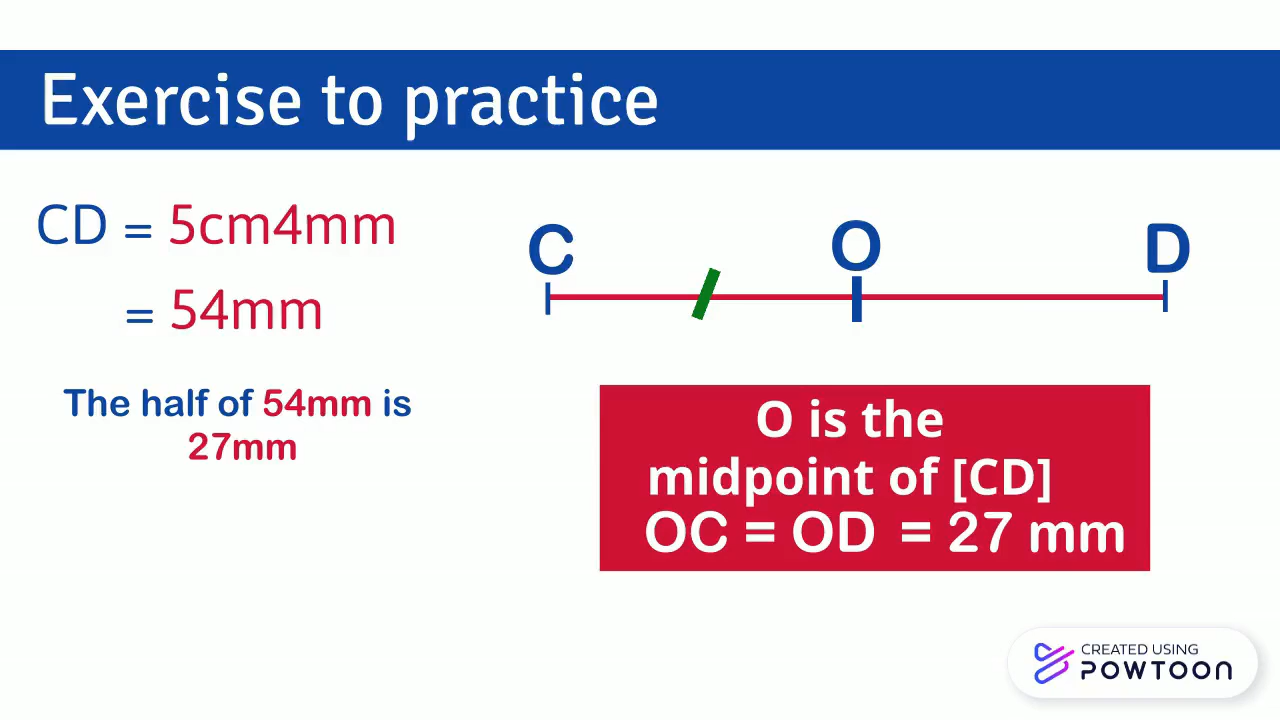 Exercise to practice
CD = 5cm4mm
= 54mm
The half of 54mm is
27mm
C O D
O is the
midpoint of [CD]
OC = OD = 27 mm
CREATED USING
POWTOON